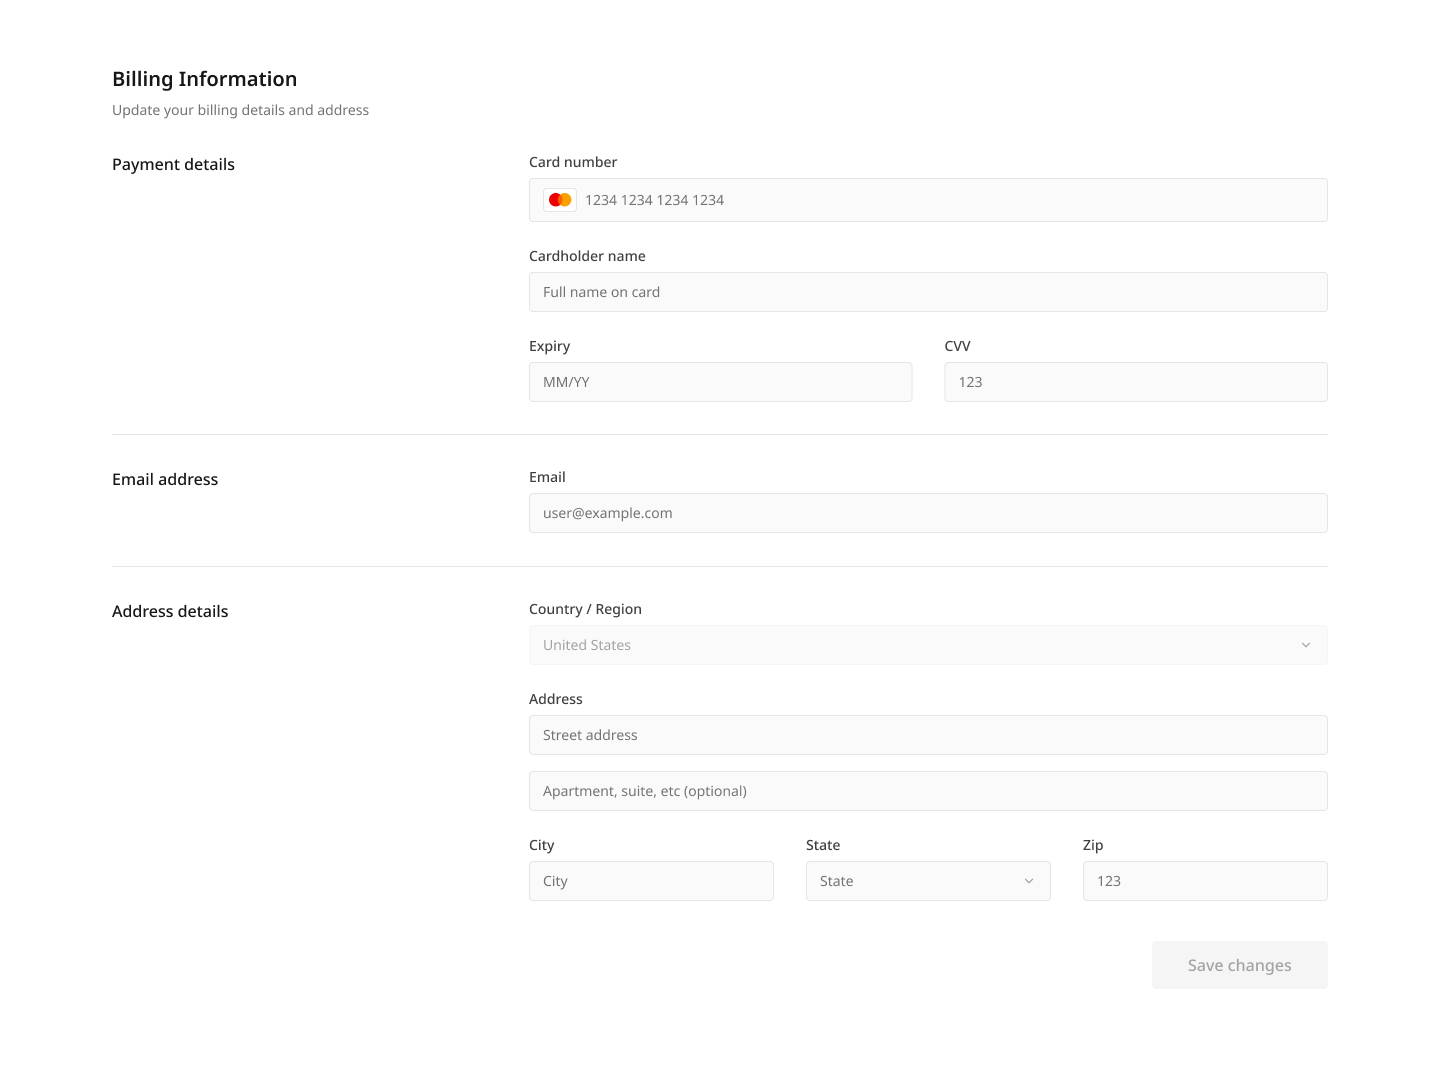 Billing Information
Update your billing details and address
Payment details
Card number
1234 1234 1234 1234
Cardholder name
Full name on card
Expiry
CVV
MM/YY
123
Email address
Email
user@example.com
Address details
Country / Region
United States
Address
Street address
Apartment, suite, etc (optional)
City
State
Zip
City
State
123
Save changes